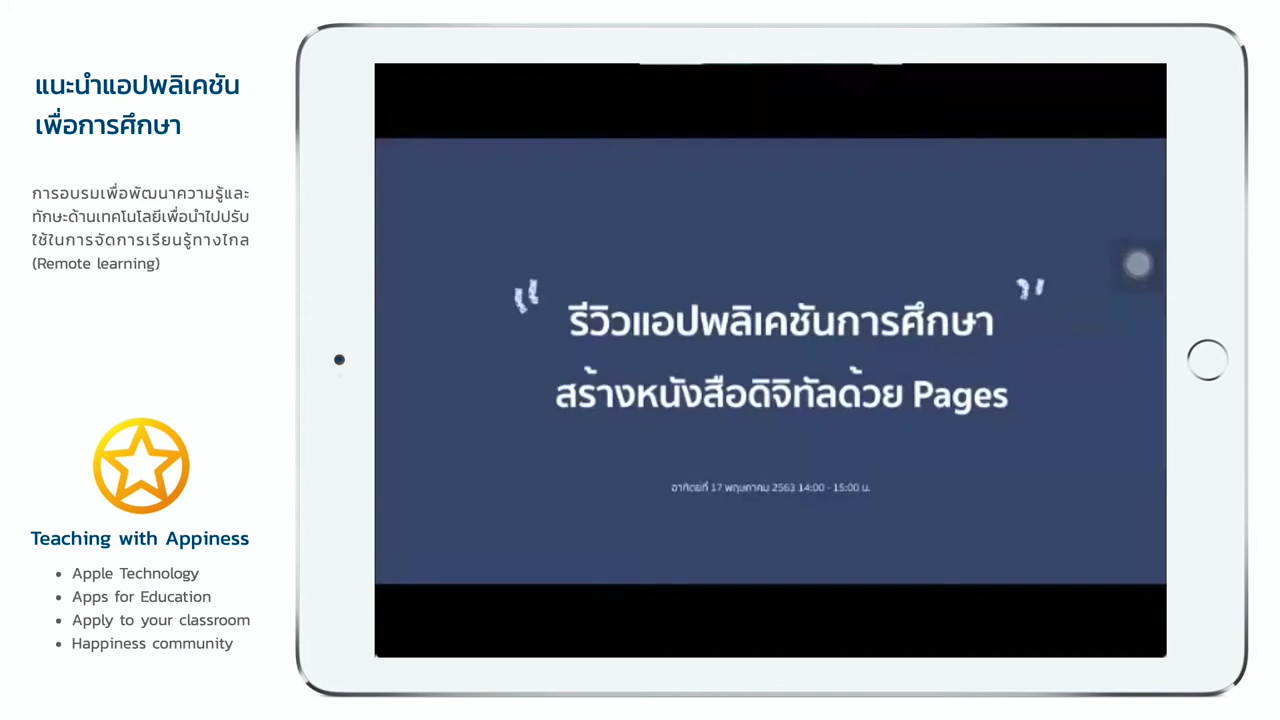 แนะนำแอปพลิเคชัน
เพื่อการศึกษา
การอบรมเพื่อพัฒนาความรู้และ
ทักษะด้านเทคโนโลยีเพื่อนำไปปรับ
ใช้ในการจัดการเรียนรู้ทางไกล
(Remote learning)
Teaching with Appiness
• Apple Technology
• Apps for Education
• Apply to your classroom
• Happiness community
“ รีวิวแอปพลิเคชันการศึกษา ”
สร้างหนังสือดิจิทัลด้วย Pages
อาทิตย์ที่ 17 พฤษภาคม 2563 14:00 - 15:00 น.